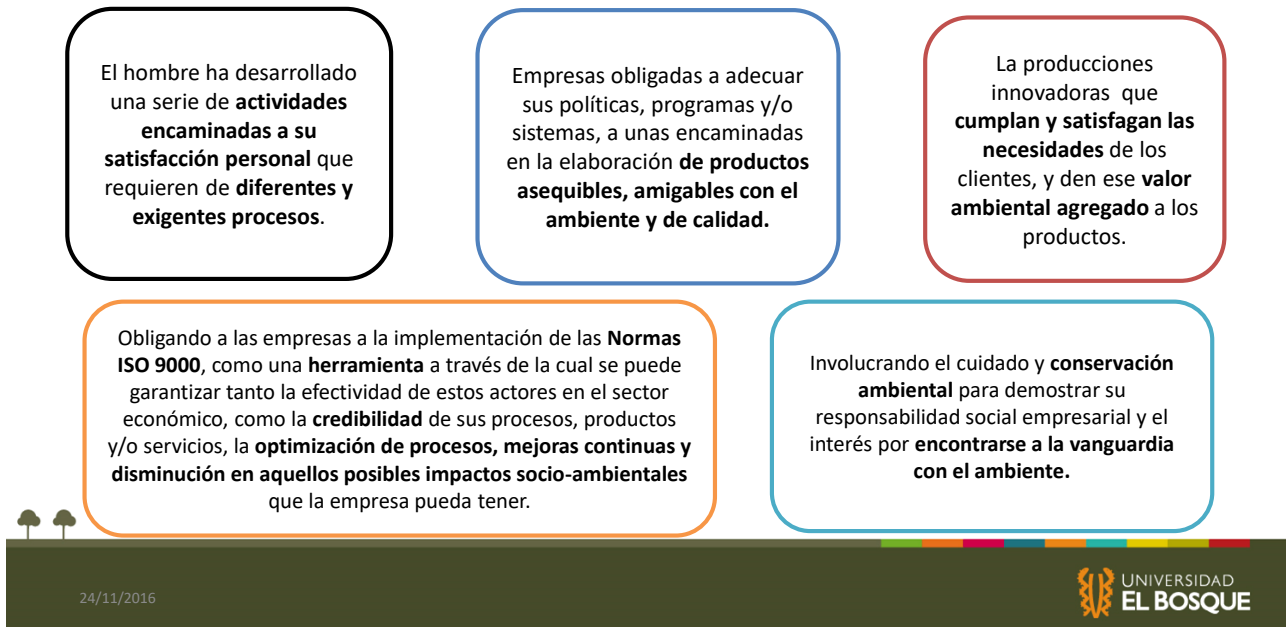 El hombre ha desarrollado
una serie de actividades
encaminadas a su
satisfacción personal que
requieren de diferentes y
exigentes procesos.
Empresas obligadas a adecuar
sus políticas, programas y/o
sistemas, a unas encaminadas
en la elaboración de productos
asequibles, amigables con el
ambiente y de calidad.
La producciones
innovadoras que
cumplan y satisfagan las
necesidades de los
clientes, y den ese valor
ambiental agregado a los
productos.
Obligando a las empresas a la implementación de las Normas
ISO 9000, como una herramienta a través de la cual se puede
garantizar tanto la efectividad de estos actores en el sector
económico, como la credibilidad de sus procesos, productos
y/o servicios, la optimización de procesos, mejoras continuas y
disminución en aquellos posibles impactos socio-ambientales
que la empresa pueda tener.
Involucrando el cuidado y conservación
ambiental para demostrar su
responsabilidad social empresarial y el
interés por encontrarse a la vanguardia
con el ambiente.
24/11/2016
UNIVERSIDAD
EL BOSQUE